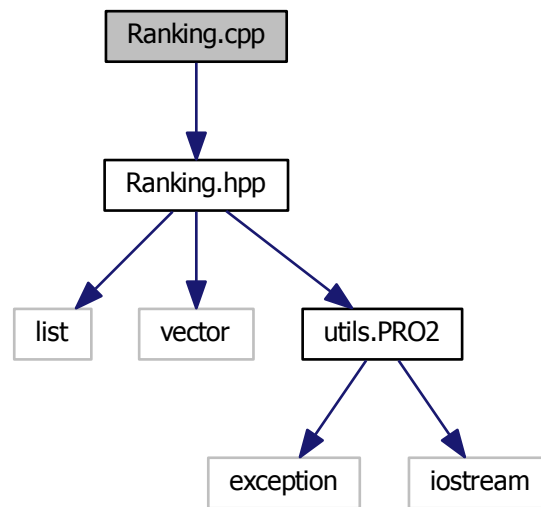 Ranking.cpp
Ranking.hpp
list
vector
utils.PRO2
exception
iostream